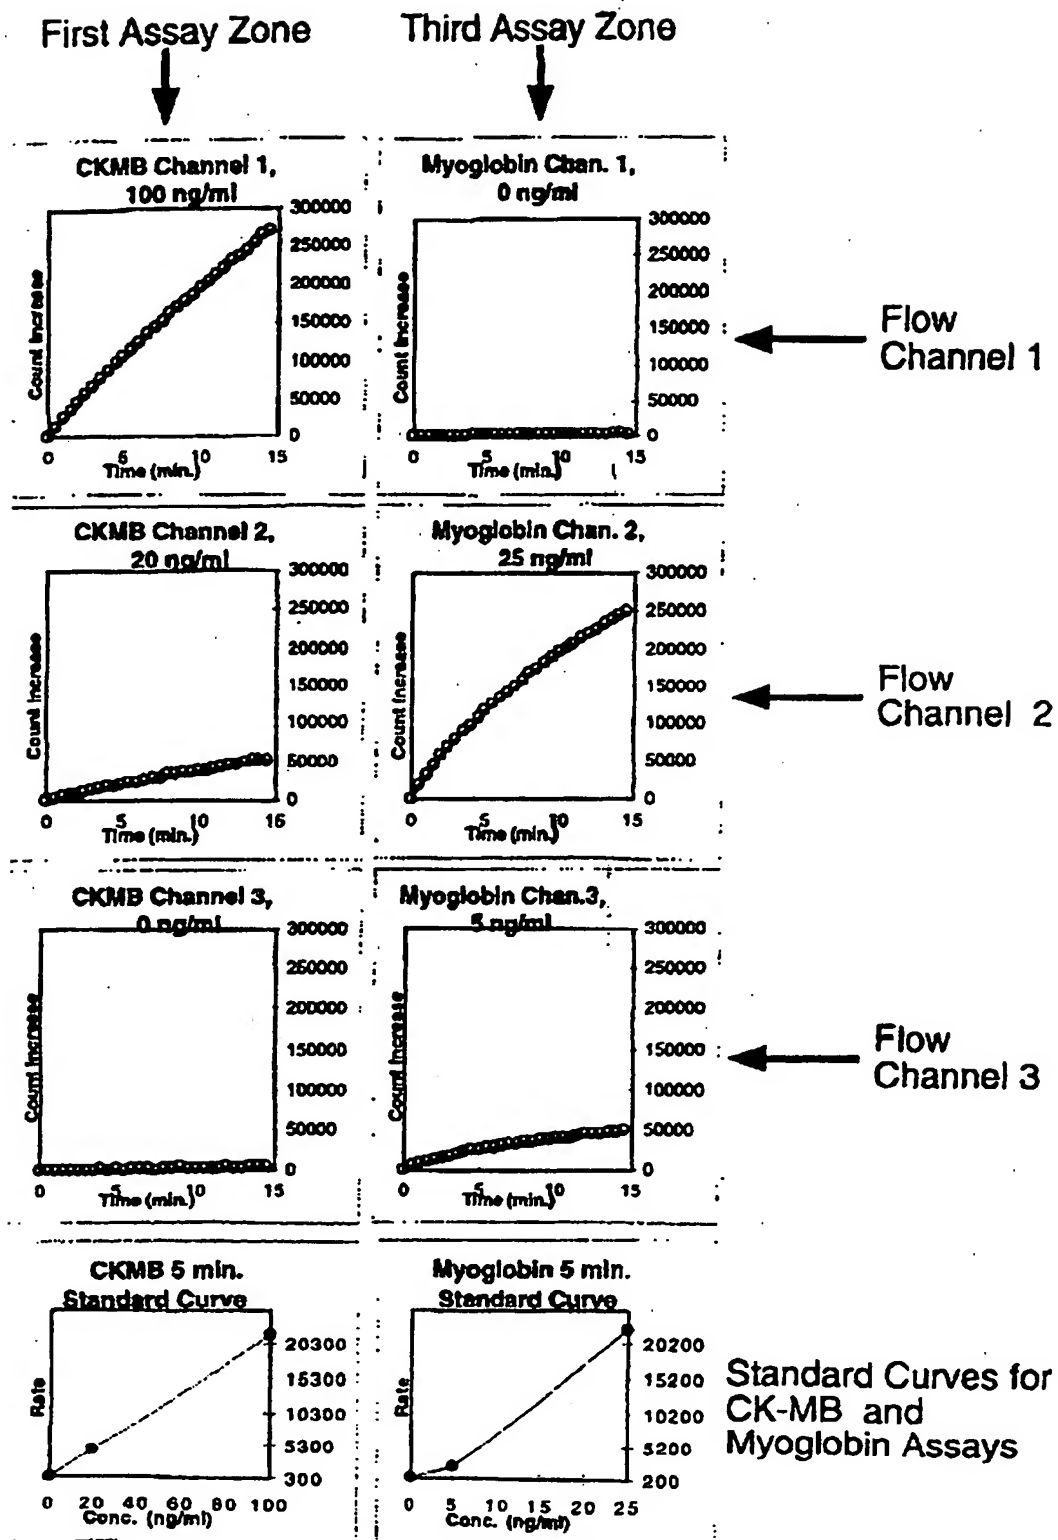 First Assay Zone
Third Assay Zone
CKMB Channel 1,
100 ng/ml
Count Increase
300000
250000
200000
150000
100000
50000
0
0 5 10 15
Time (min.)
Myoglobin Chan. 1,
0 ng/ml
Count Increase
300000
250000
200000
150000
100000
50000
0
0 5 10 15
Time (min.)
Flow
Channel 1
CKMB Channel 2,
20 ng/ml
Count Increase
300000
250000
200000
150000
100000
50000
0
0 5 10 15
Time (min.)
Myoglobin Chan. 2,
25 ng/ml
Count Increase
300000
250000
200000
150000
100000
50000
0
0 5 10 15
Time (min.)
Flow
Channel 2
CKMB Channel 3,
0 ng/ml
Count Increase
300000
250000
200000
150000
100000
50000
0
0 5 10 15
Time (min.)
Myoglobin Chan.3,
5 ng/ml
Count Increase
300000
250000
200000
150000
100000
50000
0
0 5 10 15
Time (min.)
Flow
Channel 3
CKMB 5 min.
Standard Curve
Rate
20300
15300
10300
5300
300
0 20 40 60 80 100
Conc. (ng/ml)
Myoglobin 5 min.
Standard Curve
Rate
20200
15200
10200
5200
200
0 5 10 15 20 25
Conc. (ng/ml)
Standard Curves for
CK-MB and
Myoglobin Assays